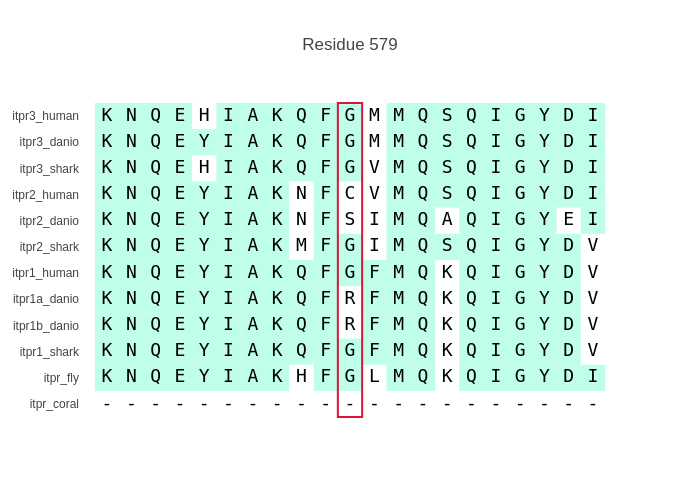 Residue 579
itpr3_human K N Q E H I A K Q F G M M Q S Q I G Y D I
itpr3_danio K N Q E Y I A K Q F G M M Q S Q I G Y D I
itpr3_shark K N Q E H I A K Q F G V M Q S Q I G Y D I
itpr2_human K N Q E Y I A K N F C V M Q S Q I G Y D I
itpr2_danio K N Q E Y I A K N F S I M Q A Q I G Y E I
itpr2_shark K N Q E Y I A K M F G I M Q S Q I G Y D V
itpr1_human K N Q E Y I A K Q F G F M Q K Q I G Y D V
itpr1a_danio K N Q E Y I A K Q F R F M Q K Q I G Y D V
itpr1b_danio K N Q E Y I A K Q F R F M Q K Q I G Y D V
itpr1_shark K N Q E Y I A K Q F G F M Q K Q I G Y D V
itpr_fly K N Q E Y I A K H F G L M Q K Q I G Y D I
itpr_coral - - - - - - - - - - - - - - - - - - - - -